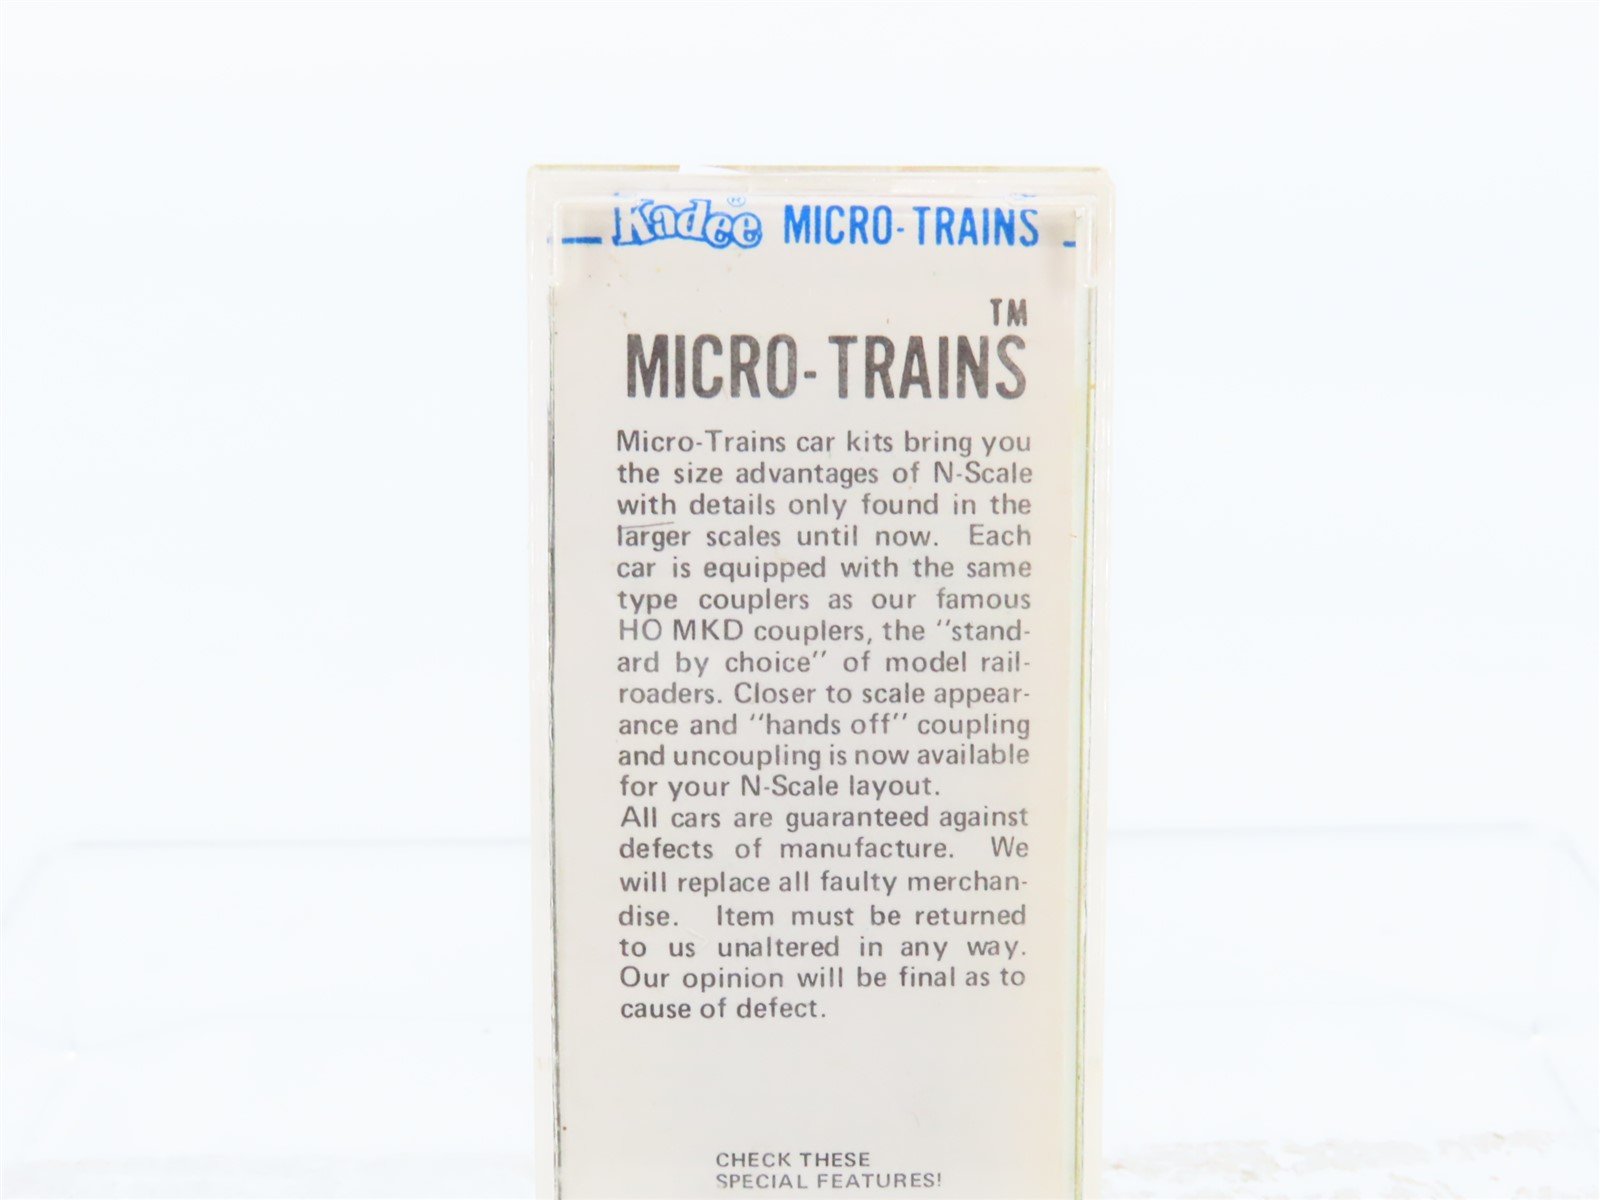 Kadee® MICRO-TRAINS
TM
MICRO-TRAINS
Micro-Trains car kits bring you
the size advantages of N-Scale
with details only found in the
larger scales until now. Each
car is equipped with the same
type couplers as our famous
HO MKD couplers, the "stand-
ard by choice" of model rail-
roaders. Closer to scale appear-
ance and "hands off" coupling
and uncoupling is now available
for your N-Scale layout.
All cars are guaranteed against
defects of manufacture. We
will replace all faulty merchan-
dise. Item must be returned
to us unaltered in any way.
Our opinion will be final as to
cause of defect.
CHECK THESE
SPECIAL FEATURES!